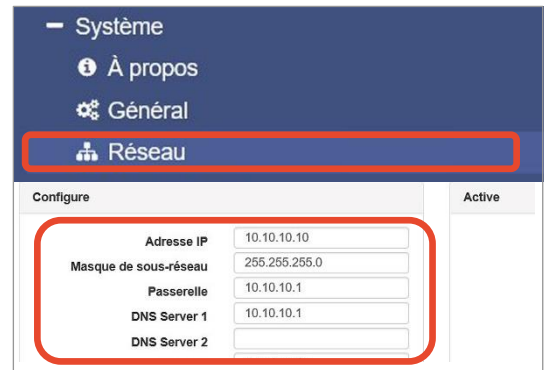 Système
À propos
Général
Réseau
Configure
Active
Adresse IP 10.10.10.10
Masque de sous-réseau 255.255.255.0
Passerelle 10.10.10.1
DNS Server 1 10.10.10.1
DNS Server 2